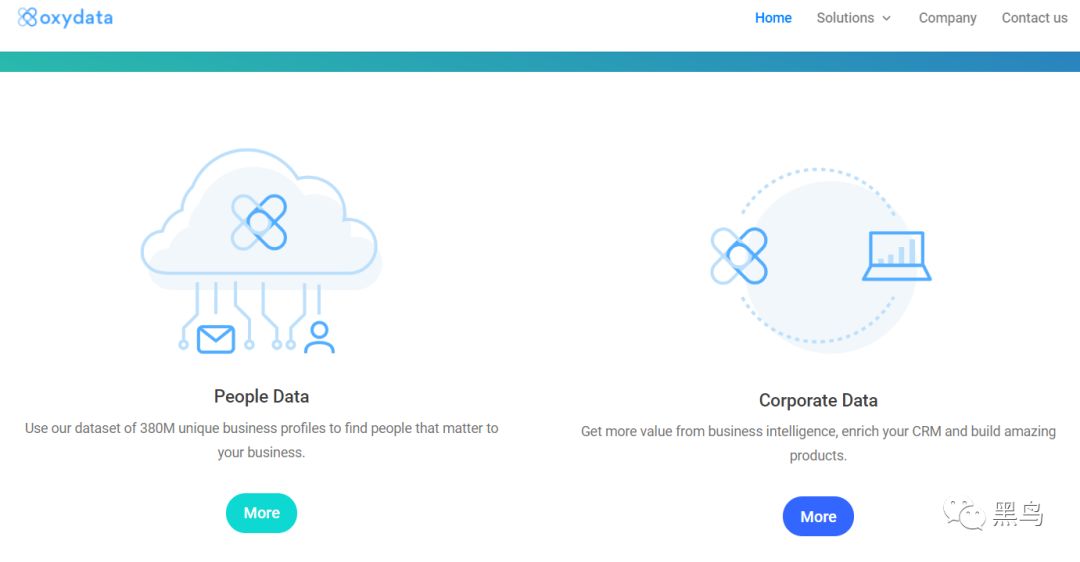 oxydata
Home Solutions Company Contact us
People Data
Use our dataset of 380M unique business profiles to find people that matter to
your business.
More
Corporate Data
Get more value from business intelligence, enrich your CRM and build amazing
products.
More
黑鸟